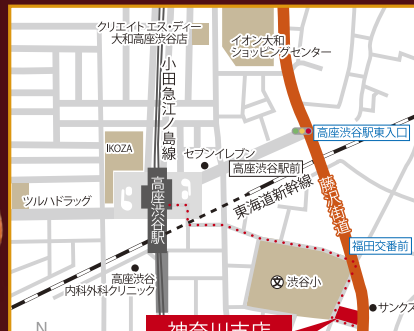 クリエイトエス・ディー
大和高座渋谷店
イオン大和
ショッピングセンター
小田急江ノ島線
高座渋谷駅東入口
IKOZA
セブンイレブン
高座渋谷駅前
ツルハドラッグ
高座渋谷駅
東海道新幹線
藤沢街道
福田交番前
高座渋谷
内科外科クリニック
文
渋谷小
サンクス
N
神奈川支店